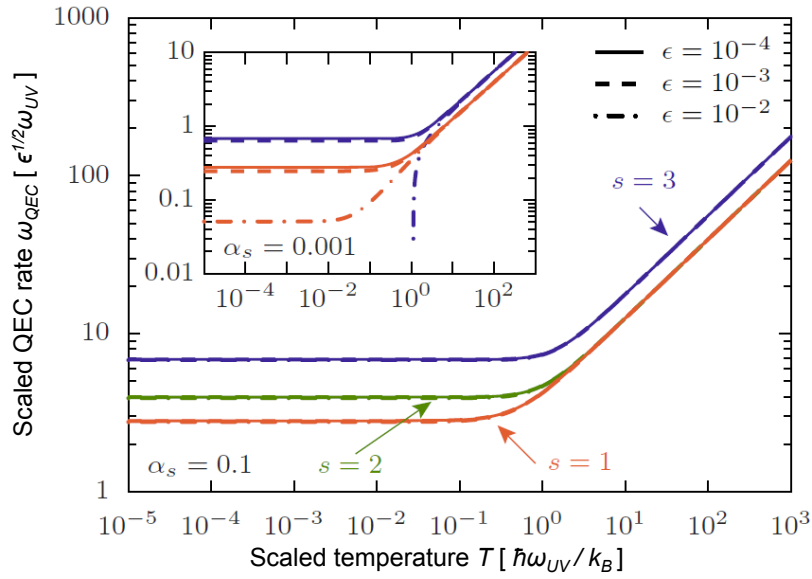 1000
100
10
1
Scaled QEC rate ω_QEC [ ϵ^1/2 ω_UV ]
10
1
0.1
0.01
α_s = 0.001
10^−4
10^−2
10^0
10^2
ϵ = 10^−4
ϵ = 10^−3
ϵ = 10^−2
s = 3
s = 2
s = 1
α_s = 0.1
10^−5
10^−4
10^−3
10^−2
10^−1
10^0
10^1
10^2
10^3
Scaled temperature T [ ℏω_UV / k_B ]